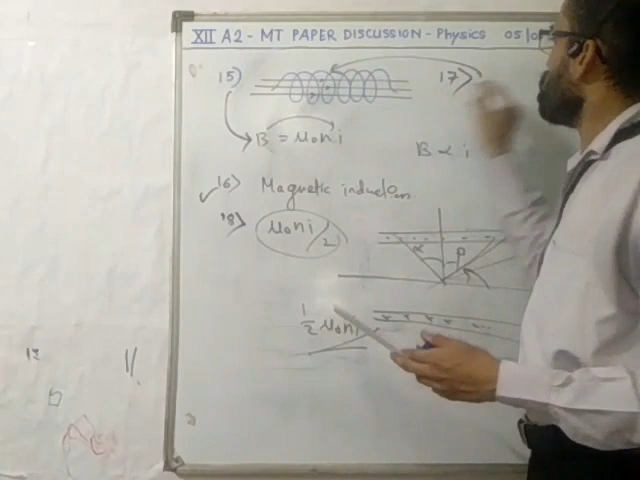 XII A2 - MT PAPER DISCUSSION - Physics 05/0
15)
17>
B = μ₀ni
B ∝ i
16> Magnetic induction
18> μ₀ni/2
α β
1/2 μ₀ni